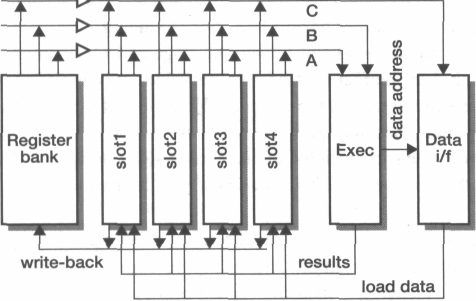 C
B
A
Register
bank
slot1
slot2
slot3
slot4
Exec
data address
Data
i/f
write-back
results
load data